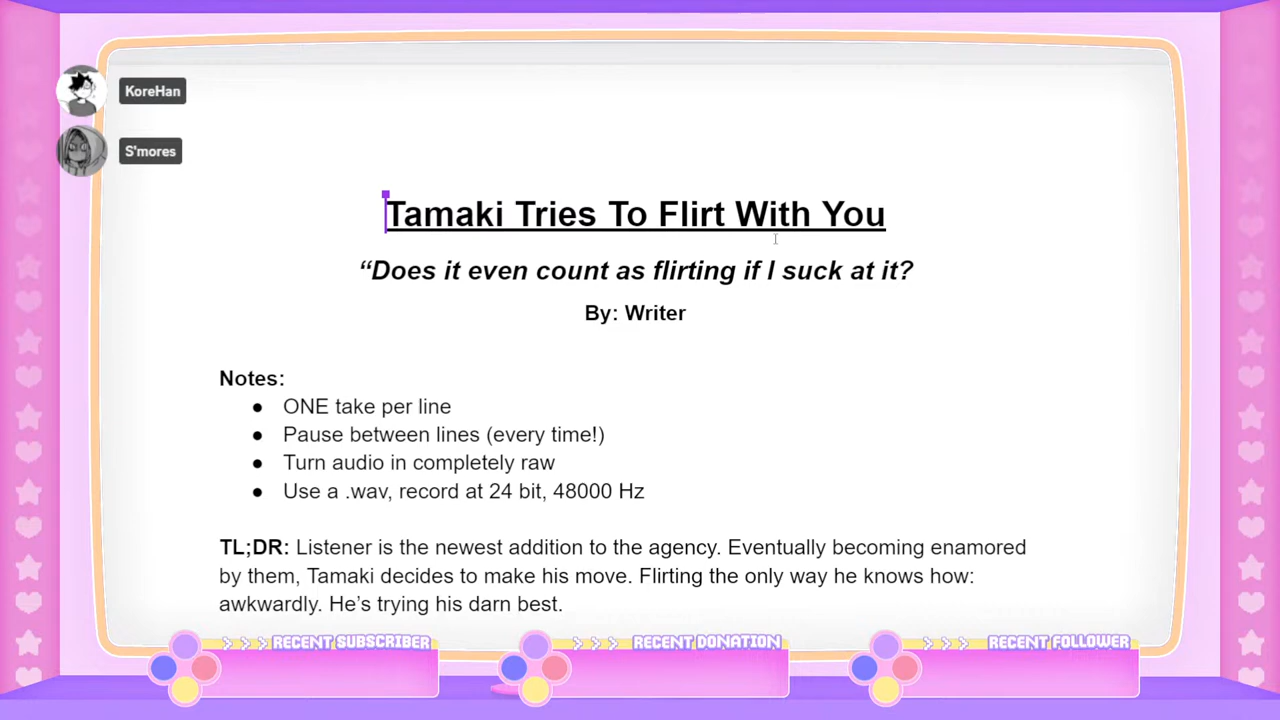 KoreHan
S'mores
Tamaki Tries To Flirt With You
“Does it even count as flirting if I suck at it?
By: Writer
Notes:
● ONE take per line
● Pause between lines (every time!)
● Turn audio in completely raw
● Use a .wav, record at 24 bit, 48000 Hz
TL;DR: Listener is the newest addition to the agency. Eventually becoming enamored
by them, Tamaki decides to make his move. Flirting the only way he knows how:
awkwardly. He’s trying his darn best.
> > > RECENT SUBSCRIBER
> > > RECENT DONATION
> > > RECENT FOLLOWER